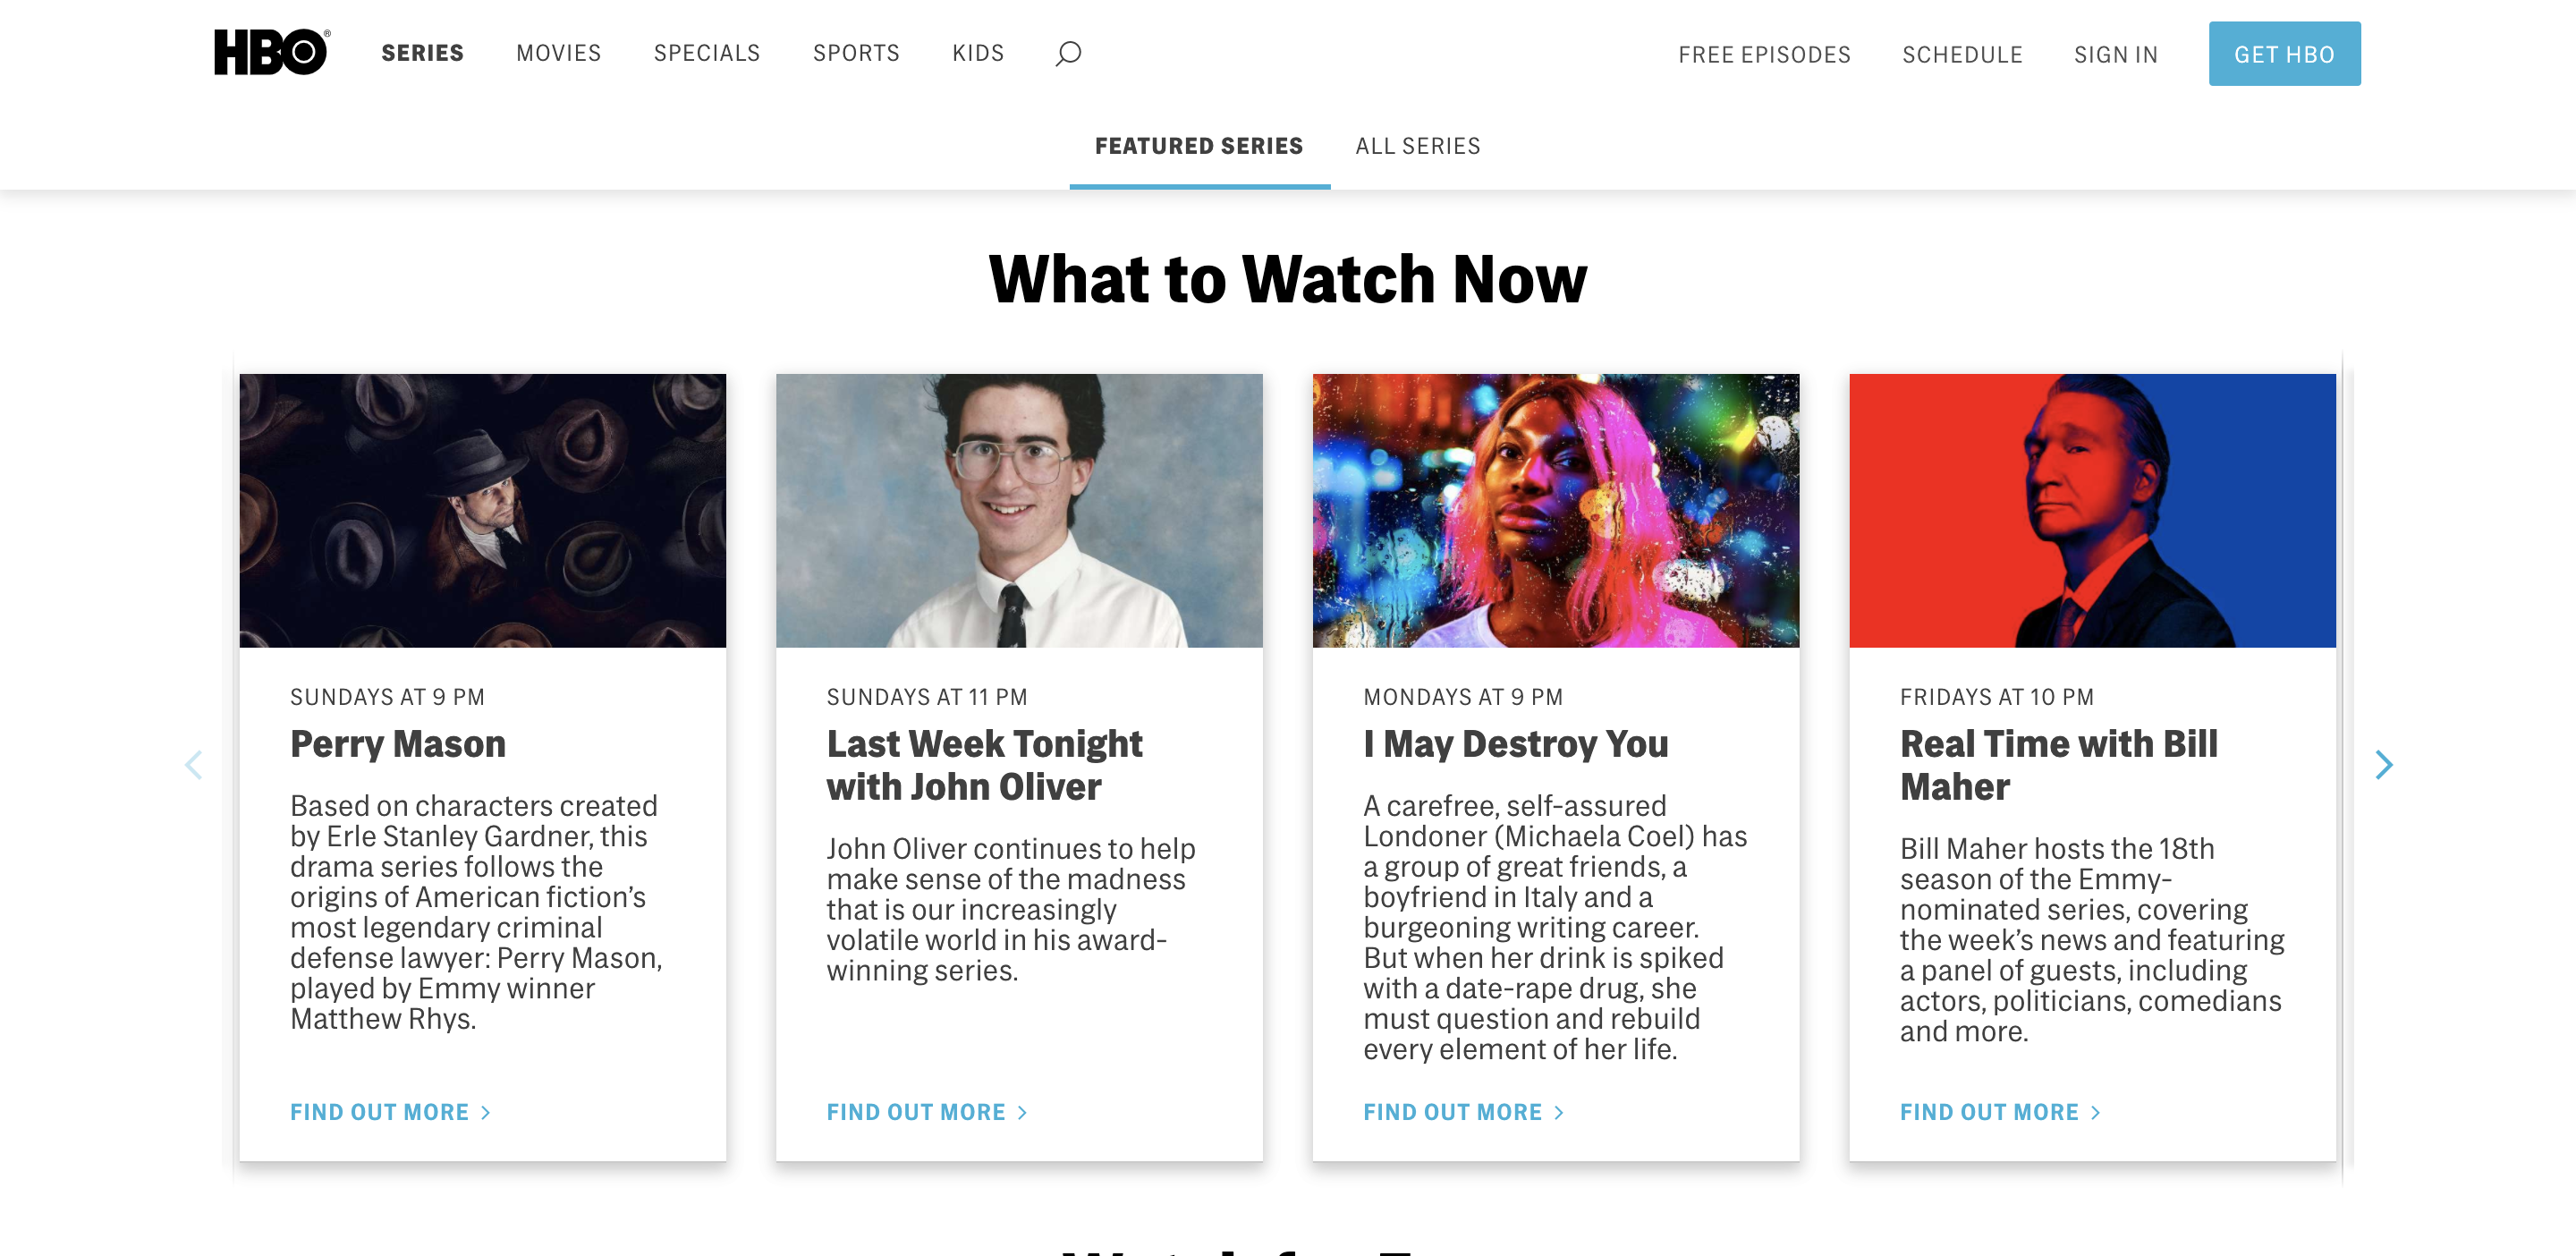 HBO®
SERIES
MOVIES
SPECIALS
SPORTS
KIDS
FREE EPISODES
SCHEDULE
SIGN IN
GET HBO
FEATURED SERIES
ALL SERIES
What to Watch Now
SUNDAYS AT 9 PM
Perry Mason
Based on characters created
by Erle Stanley Gardner, this
drama series follows the
origins of American fiction’s
most legendary criminal
defense lawyer: Perry Mason,
played by Emmy winner
Matthew Rhys.
FIND OUT MORE
SUNDAYS AT 11 PM
Last Week Tonight
with John Oliver
John Oliver continues to help
make sense of the madness
that is our increasingly
volatile world in his award-
winning series.
FIND OUT MORE
MONDAYS AT 9 PM
I May Destroy You
A carefree, self-assured
Londoner (Michaela Coel) has
a group of great friends, a
boyfriend in Italy and a
burgeoning writing career.
But when her drink is spiked
with a date-rape drug, she
must question and rebuild
every element of her life.
FIND OUT MORE
FRIDAYS AT 10 PM
Real Time with Bill
Maher
Bill Maher hosts the 18th
season of the Emmy-
nominated series, covering
the week’s news and featuring
a panel of guests, including
actors, politicians, comedians
and more.
FIND OUT MORE